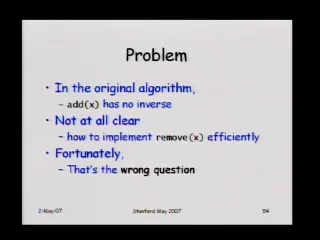 Problem
• In the original algorithm,
– add(x) has no inverse
• Not at all clear
– how to implement remove(x) efficiently
• Fortunately,
– That's the wrong question
2-May-07 Stanford May 2007 54